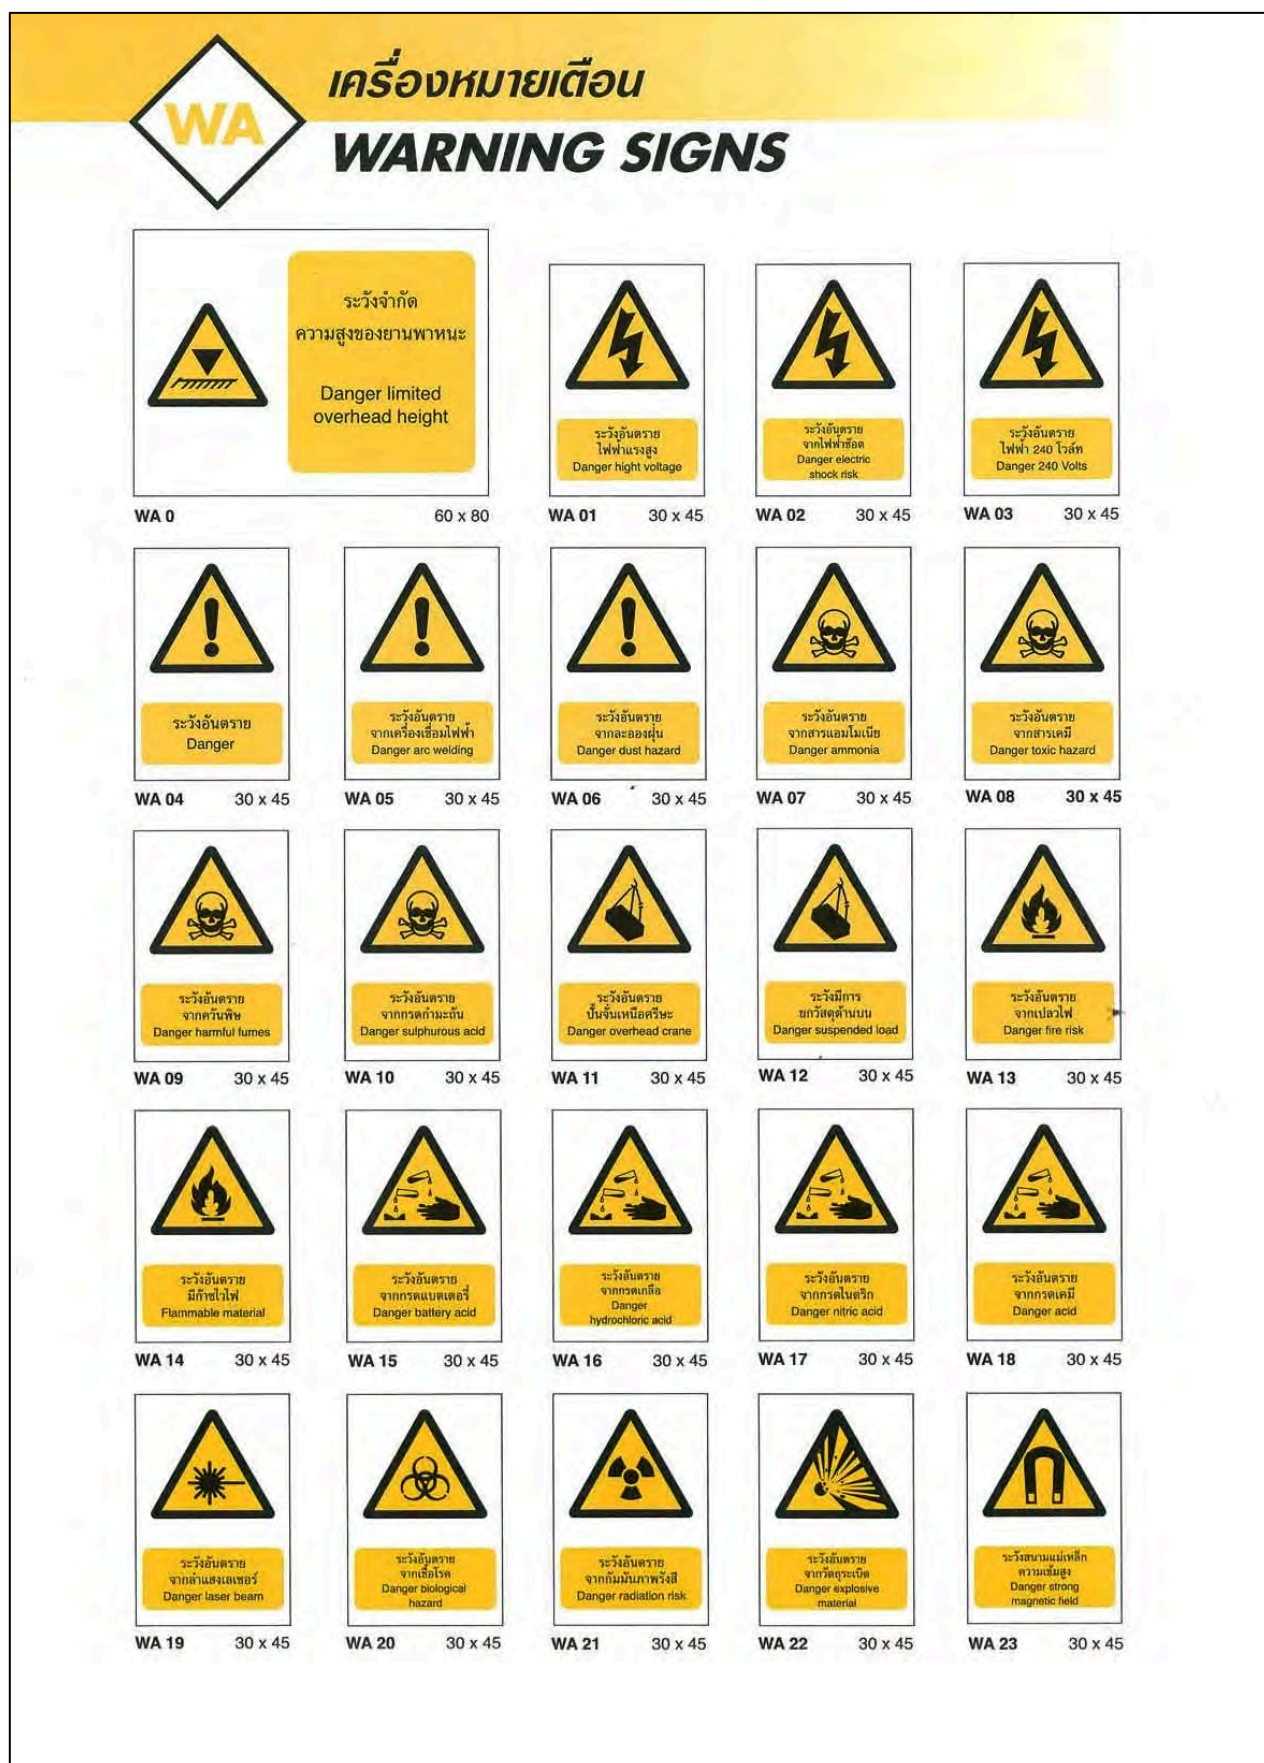 WA
เครื่องหมายเตือน
WARNING SIGNS
ระวังจำกัด
ความสูงของยานพาหนะ
Danger limited
overhead height
WA 0 60 x 80
ระวังอันตราย
ไฟฟ้าแรงสูง
Danger hight voltage
WA 01 30 x 45
ระวังอันตราย
จากไฟฟ้าช๊อต
Danger electric
shock risk
WA 02 30 x 45
ระวังอันตราย
ไฟฟ้า 240 โวล์ท
Danger 240 Volts
WA 03 30 x 45
ระวังอันตราย
Danger
WA 04 30 x 45
ระวังอันตราย
จากเครื่องเชื่อมไฟฟ้า
Danger arc welding
WA 05 30 x 45
ระวังอันตราย
จากละอองฝุ่น
Danger dust hazard
WA 06 30 x 45
ระวังอันตราย
จากสารแอมโมเนีย
Danger ammonia
WA 07 30 x 45
ระวังอันตราย
จากสารเคมี
Danger toxic hazard
WA 08 30 x 45
ระวังอันตราย
จากควันพิษ
Danger harmful fumes
WA 09 30 x 45
ระวังอันตราย
จากกรดกำมะถัน
Danger sulphurous acid
WA 10 30 x 45
ระวังอันตราย
ปั้นจั่นเหนือศรีษะ
Danger overhead crane
WA 11 30 x 45
ระวังมีการ
ยกวัสดุด้านบน
Danger suspended load
WA 12 30 x 45
ระวังอันตราย
จากเปลวไฟ
Danger fire risk
WA 13 30 x 45
ระวังอันตราย
มีก๊าซไวไฟ
Flammable material
WA 14 30 x 45
ระวังอันตราย
จากกรดแบตเตอรี่
Danger battery acid
WA 15 30 x 45
ระวังอันตราย
จากกรดเกลือ
Danger
hydrochloric acid
WA 16 30 x 45
ระวังอันตราย
จากกรดไนตริก
Danger nitric acid
WA 17 30 x 45
ระวังอันตราย
จากกรดเคมี
Danger acid
WA 18 30 x 45
ระวังอันตราย
จากลำแสงเลเซอร์
Danger laser beam
WA 19 30 x 45
ระวังอันตราย
จากเชื้อโรค
Danger biological
hazard
WA 20 30 x 45
ระวังอันตราย
จากกัมมันภาพรังสี
Danger radiation risk
WA 21 30 x 45
ระวังอันตราย
จากวัตถุระเบิด
Danger explosive
material
WA 22 30 x 45
ระวังสนามแม่เหล็ก
ความเข้มสูง
Danger strong
magnetic field
WA 23 30 x 45